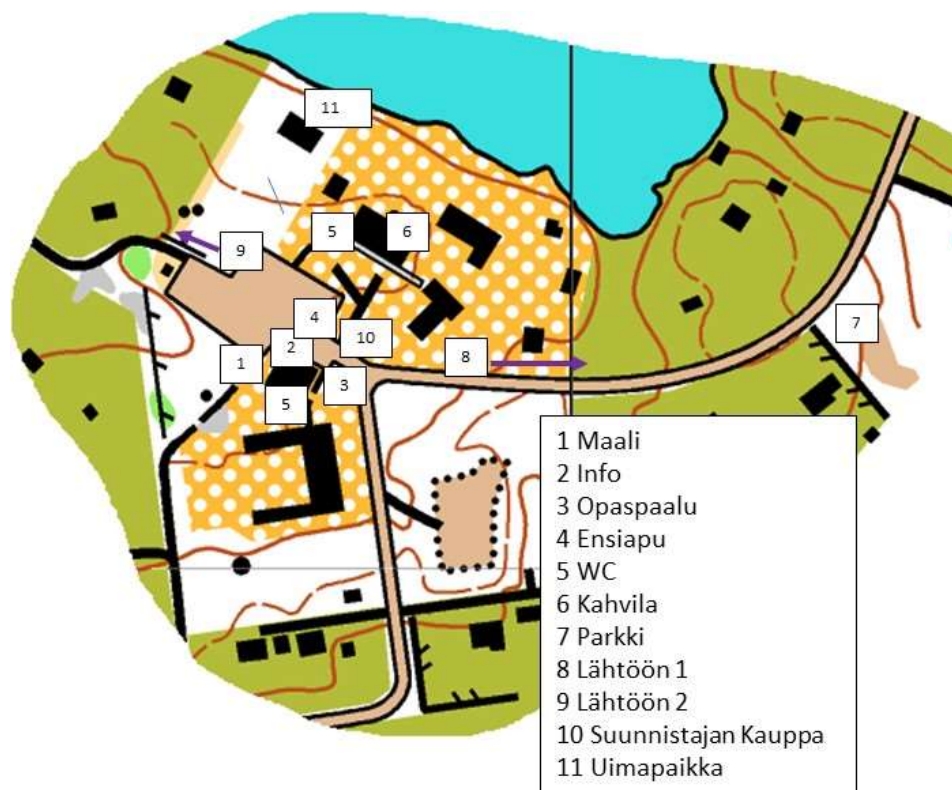 11
5
6
9
4
10
2
1
8
7
3
5
1 Maali
2 Info
3 Opaspaalu
4 Ensiapu
5 WC
6 Kahvila
7 Parkki
8 Lähtöön 1
9 Lähtöön 2
10 Suunnistajan Kauppa
11 Uimapaikka